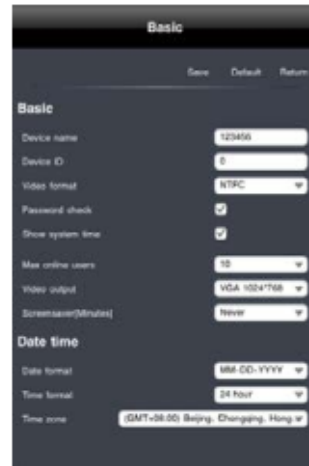 Basic
Save Default Return
Basic
Device name 123456
Device ID 0
Video format NTFC
Password check
Show system time
Max online users 10
Video output VGA 1024*768
Screensaver[Minutes] Never
Date time
Date format MM-DD-YYYY
Time format 24 hour
Time zone (GMT+08:00) Beijing, Chongqing, Hong